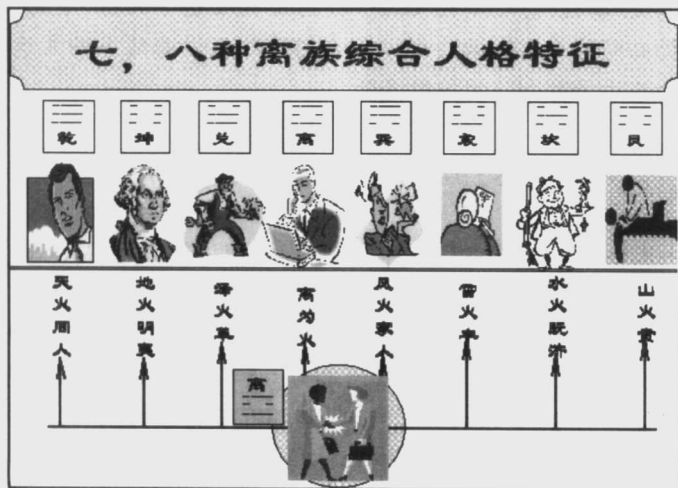 七，八种离族综合人格特征
乾 坤 兑 离 巽 震 坎 艮
天火同人
地火明夷
泽火革
离为火
风火家人
雷火丰
水火既济
山火贲
离